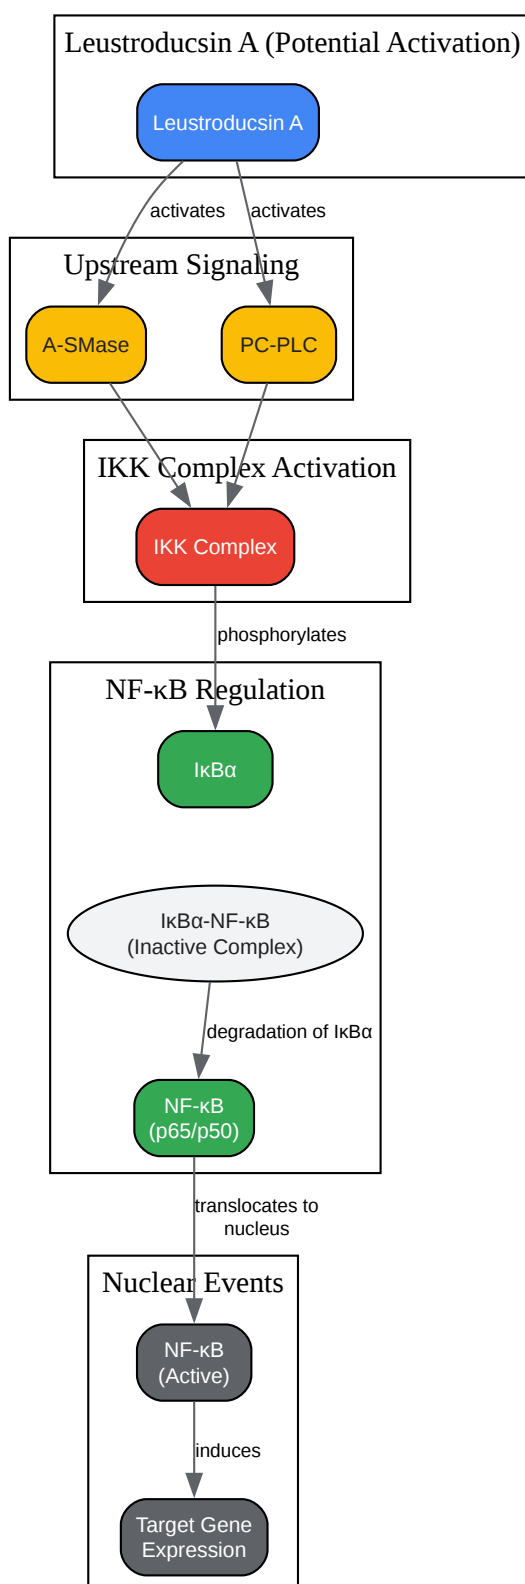 Leustroducsin A (Potential Activation)
Leustroducsin A
activates
activates
Upstream Signaling
A-SMase
PC-PLC
IKK Complex Activation
IKK Complex
phosphorylates
NF-κB Regulation
IκBα
IκBα-NF-κB
(Inactive Complex)
degradation of IκBα
NF-κB
(p65/p50)
translocates to
nucleus
Nuclear Events
NF-κB
(Active)
induces
Target Gene
Expression